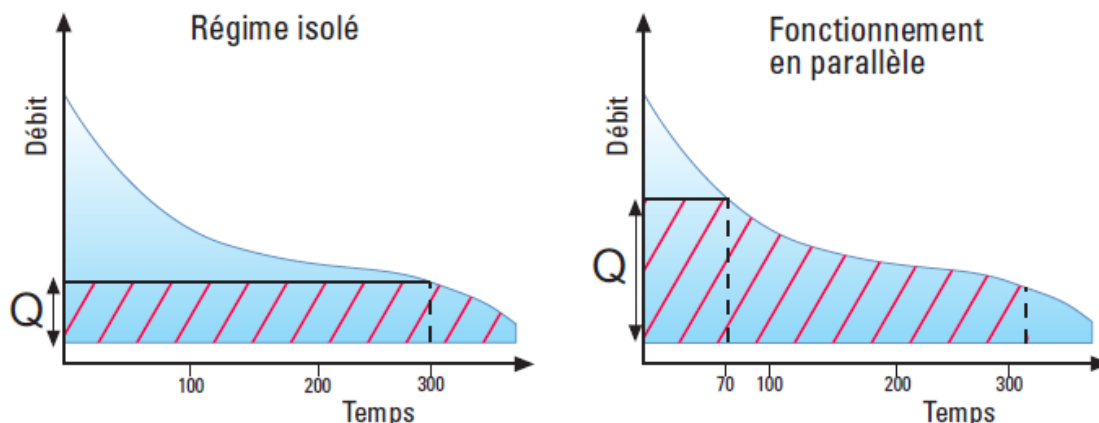 Régime isolé
Débit
Q
100
200
300
Temps
Fonctionnement
en parallèle
Débit
Q
70
100
200
300
Temps